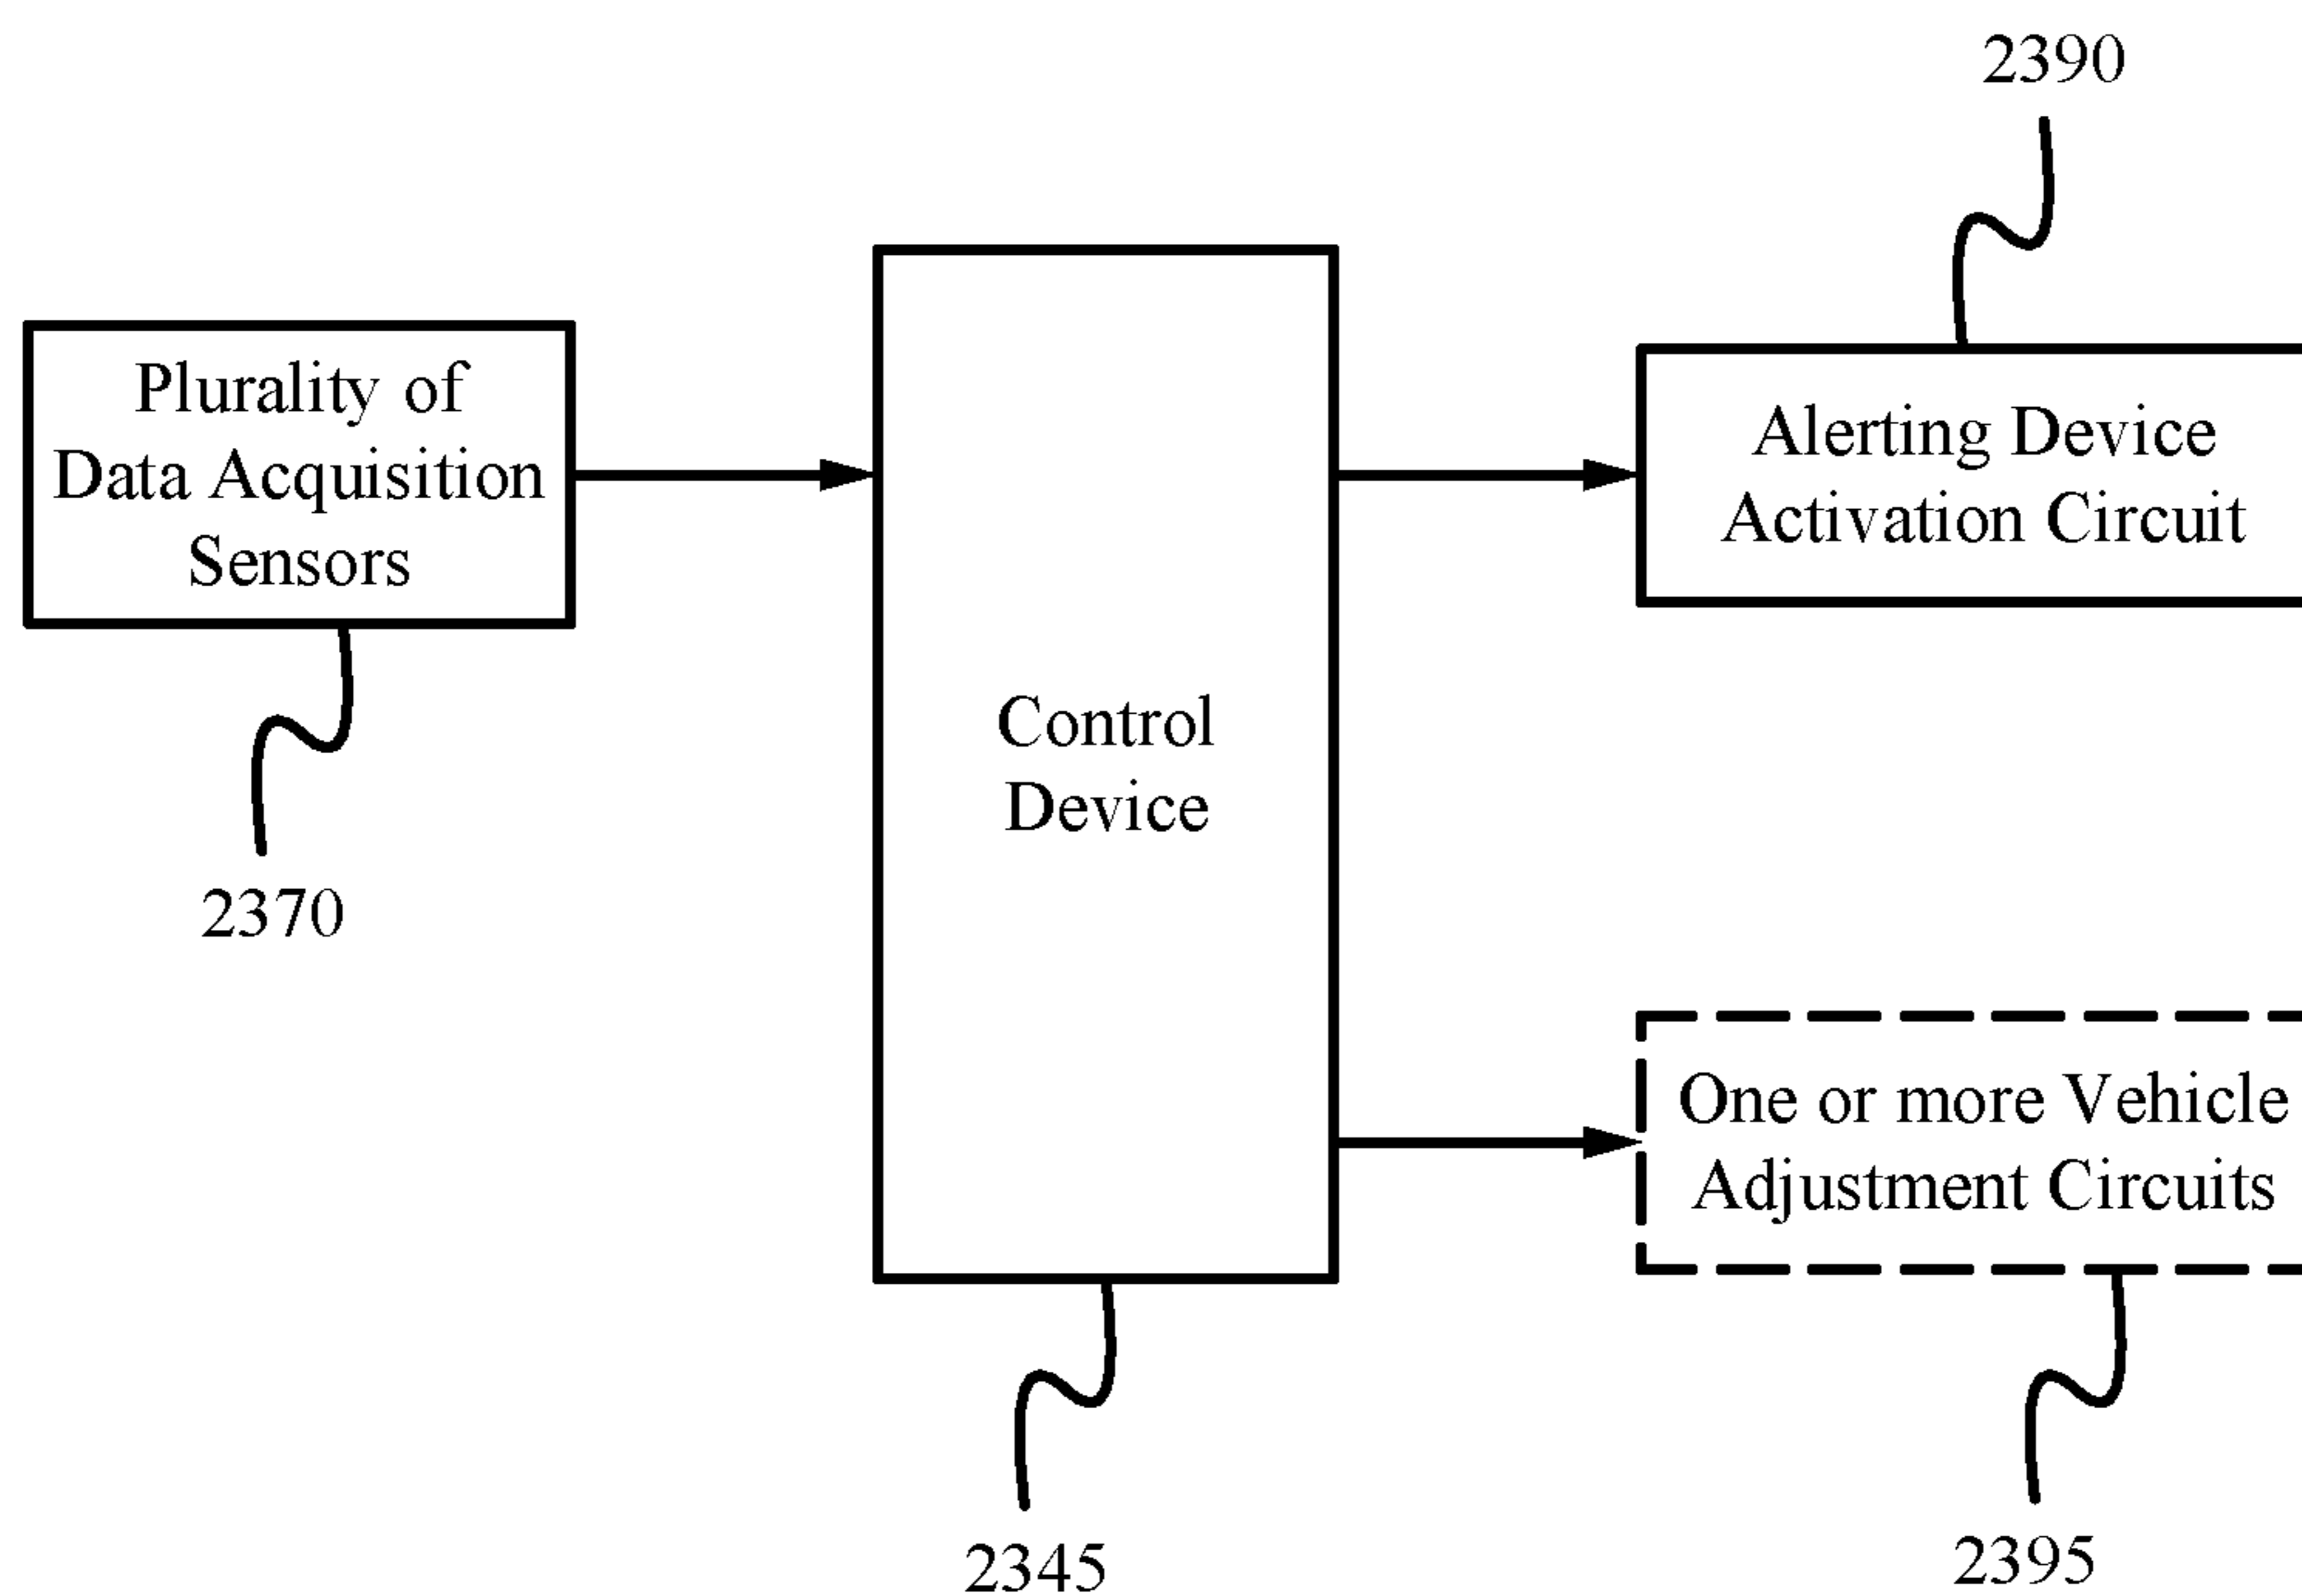 2390
Plurality of
Data Acquisition
Sensors
2370
Control
Device
2345
Alerting Device
Activation Circuit
One or more Vehicle
Adjustment Circuits
2395